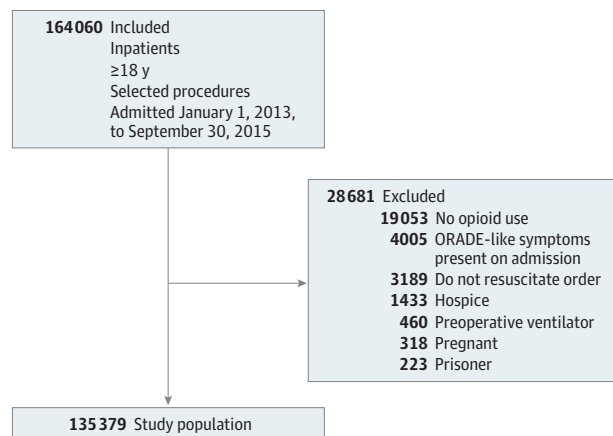 164060 Included
Inpatients
≥18 y
Selected procedures
Admitted January 1, 2013,
to September 30, 2015
28681 Excluded
19053 No opioid use
4005 ORADE-like symptoms
present on admission
3189 Do not resuscitate order
1433 Hospice
460 Preoperative ventilator
318 Pregnant
223 Prisoner
135379 Study population